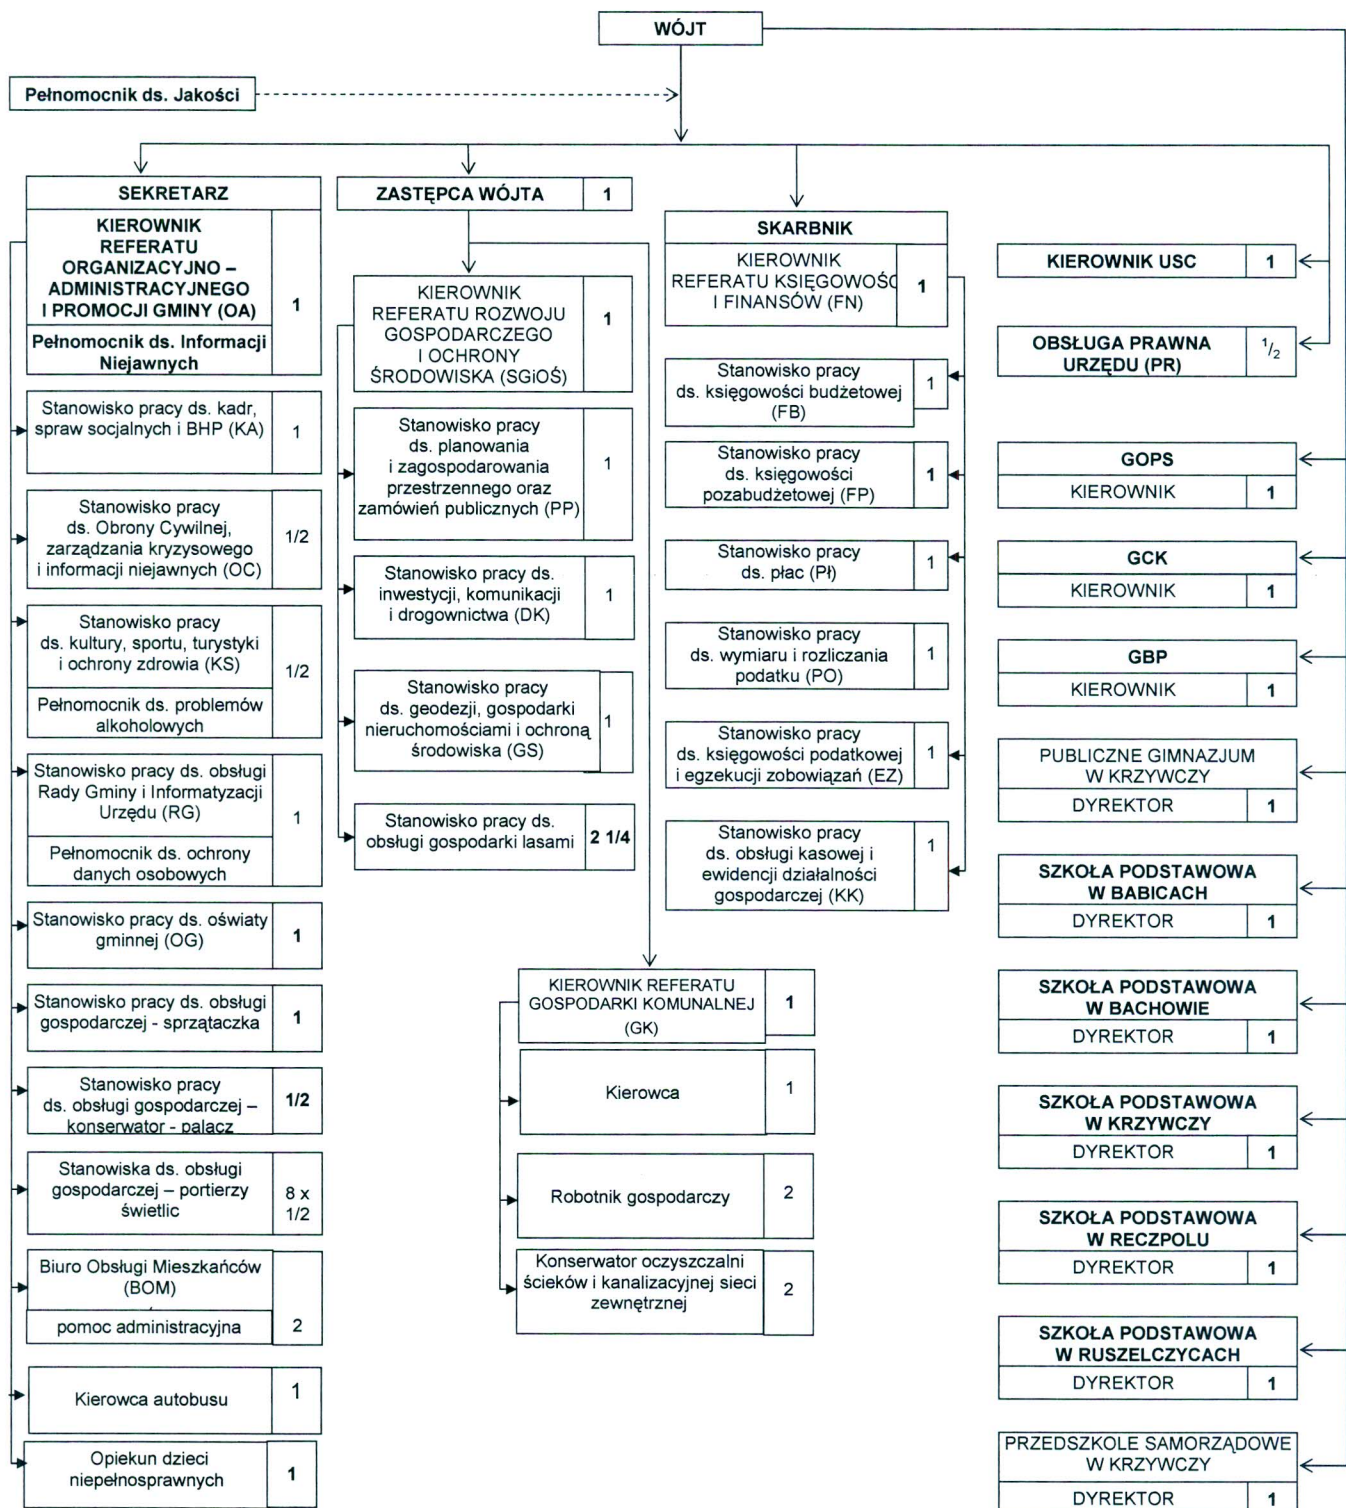 WÓJT
Pełnomocnik ds. Jakości
SEKRETARZ
KIEROWNIK
REFERATU
ORGANIZACYJNO –
ADMINISTRACYJNEGO
I PROMOCJI GMINY (OA)
1
Pełnomocnik ds. Informacji
Niejawnych
Stanowisko pracy ds. kadr,
spraw socjalnych i BHP (KA)
1
Stanowisko pracy
ds. Obrony Cywilnej,
zarządzania kryzysowego
i informacji niejawnych (OC)
1/2
Stanowisko pracy
ds. kultury, sportu, turystyki
i ochrony zdrowia (KS)
1/2
Pełnomocnik ds. problemów
alkoholowych
Stanowisko pracy ds. obsługi
Rady Gminy i Informatyzacji
Urzędu (RG)
1
Pełnomocnik ds. ochrony
danych osobowych
Stanowisko pracy ds. oświaty
gminnej (OG)
1
Stanowisko pracy ds. obsługi
gospodarczej - sprzątaczka
1
Stanowisko pracy
ds. obsługi gospodarczej –
konserwator - palacz
1/2
Stanowiska ds. obsługi
gospodarczej – portierzy
świetlic
8 x
1/2
Biuro Obsługi Mieszkańców
(BOM)
pomoc administracyjna
2
Kierowca autobusu
1
Opiekun dzieci
niepełnosprawnych
1
ZASTĘPCA WÓJTA
1
KIEROWNIK
REFERATU ROZWOJU
GOSPODARCZEGO
I OCHRONY
ŚRODOWISKA (SGiOŚ)
1
Stanowisko pracy
ds. planowania
i zagospodarowania
przestrzennego oraz
zamówień publicznych (PP)
1
Stanowisko pracy ds.
inwestycji, komunikacji
i drogownictwa (DK)
1
Stanowisko pracy
ds. geodezji, gospodarki
nieruchomościami i ochroną
środowiska (GS)
1
Stanowisko pracy ds.
obsługi gospodarki lasami
2 1/4
KIEROWNIK REFERATU
GOSPODARKI KOMUNALNEJ
(GK)
1
Kierowca
1
Robotnik gospodarczy
2
Konserwator oczyszczalni
ścieków i kanalizacyjnej sieci
zewnętrznej
2
SKARBNIK
KIEROWNIK
REFERATU KSIĘGOWOŚC
I FINANSÓW (FN)
1
Stanowisko pracy
ds. księgowości budżetowej
(FB)
1
Stanowisko pracy
ds. księgowości
pozabudżetowej (FP)
1
Stanowisko pracy
ds. płac (Pł)
1
Stanowisko pracy
ds. wymiaru i rozliczania
podatku (PO)
1
Stanowisko pracy
ds. księgowości podatkowej
i egzekucji zobowiązań (EZ)
1
Stanowisko pracy
ds. obsługi kasowej i
ewidencji działalności
gospodarczej (KK)
1
KIEROWNIK USC
1
OBSŁUGA PRAWNA
URZĘDU (PR)
1/2
GOPS
KIEROWNIK
1
GCK
KIEROWNIK
1
GBP
KIEROWNIK
1
PUBLICZNE GIMNAZJUM
W KRZYWCZY
DYREKTOR
1
SZKOŁA PODSTAWOWA
W BABICACH
DYREKTOR
1
SZKOŁA PODSTAWOWA
W BACHOWIE
DYREKTOR
1
SZKOŁA PODSTAWOWA
W KRZYWCZY
DYREKTOR
1
SZKOŁA PODSTAWOWA
W RECZPOLU
DYREKTOR
1
SZKOŁA PODSTAWOWA
W RUSZELCZYCACH
DYREKTOR
1
PRZEDSZKOLE SAMORZĄDOWE
W KRZYWCZY
DYREKTOR
1